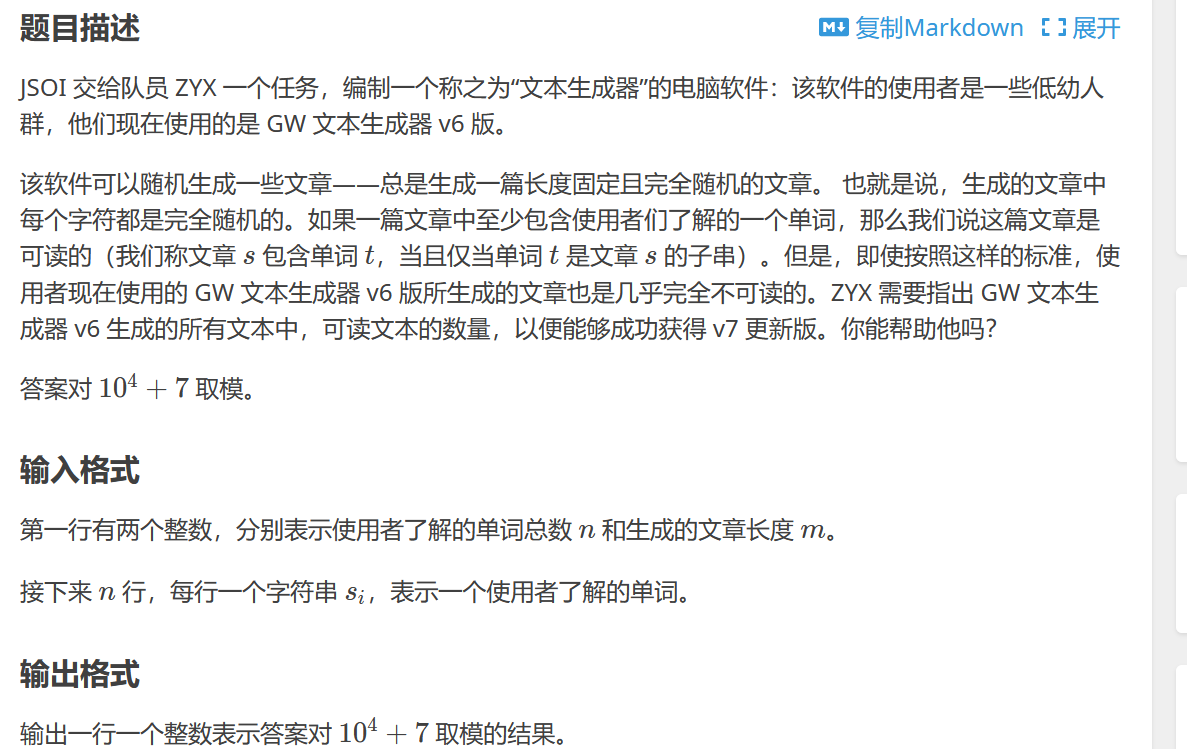 题目描述
复制Markdown 展开
JSOI 交给队员 ZYX 一个任务，编制一个称之为“文本生成器”的电脑软件：该软件的使用者是一些低幼人
群，他们现在使用的是 GW 文本生成器 v6 版。
该软件可以随机生成一些文章——总是生成一篇长度固定且完全随机的文章。 也就是说，生成的文章中
每个字符都是完全随机的。如果一篇文章中至少包含使用者们了解的一个单词，那么我们说这篇文章是
可读的（我们称文章 s 包含单词 t，当且仅当单词 t 是文章 s 的子串）。但是，即使按照这样的标准，使
用者现在使用的 GW 文本生成器 v6 版所生成的文章也是几乎完全不可读的。ZYX 需要指出 GW 文本生
成器 v6 生成的所有文本中，可读文本的数量，以便能够成功获得 v7 更新版。你能帮助他吗？
答案对 10⁴ + 7 取模。
输入格式
第一行有两个整数，分别表示使用者了解的单词总数 n 和生成的文章长度 m。
接下来 n 行，每行一个字符串 sᵢ，表示一个使用者了解的单词。
输出格式
输出一行一个整数表示答案对 10⁴ + 7 取模的结果。